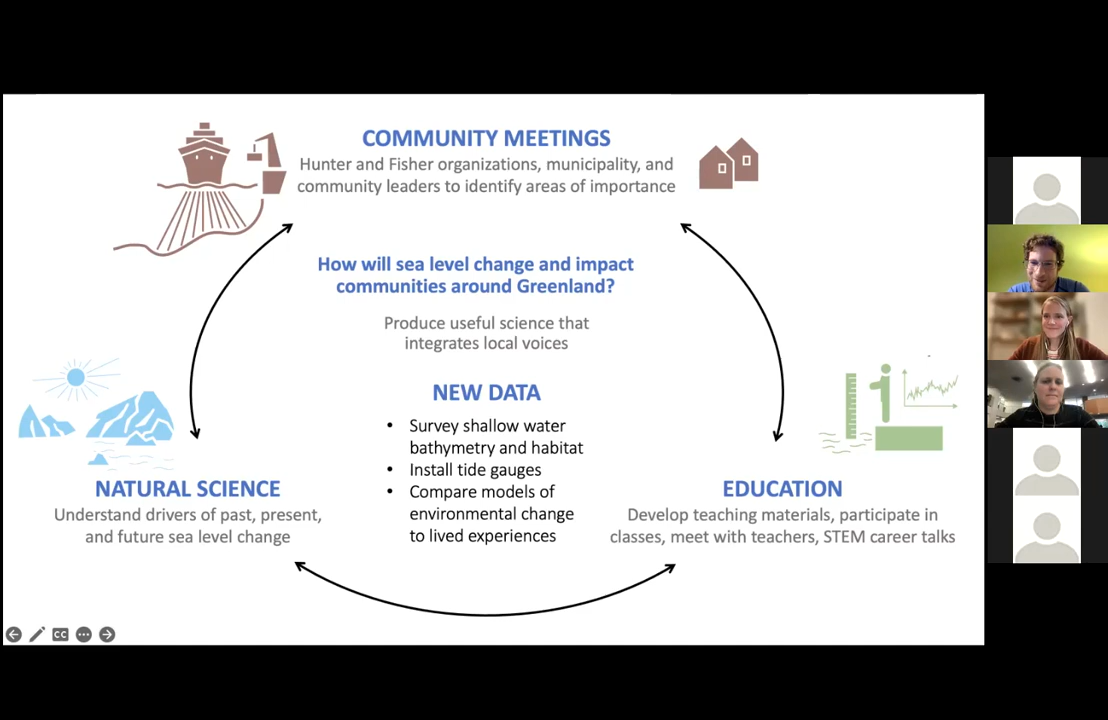 COMMUNITY MEETINGS
Hunter and Fisher organizations, municipality, and
community leaders to identify areas of importance
How will sea level change and impact
communities around Greenland?
Produce useful science that
integrates local voices
NEW DATA
• Survey shallow water
bathymetry and habitat
• Install tide gauges
• Compare models of
environmental change
to lived experiences
NATURAL SCIENCE
Understand drivers of past, present,
and future sea level change
EDUCATION
Develop teaching materials, participate in
classes, meet with teachers, STEM career talks
CC